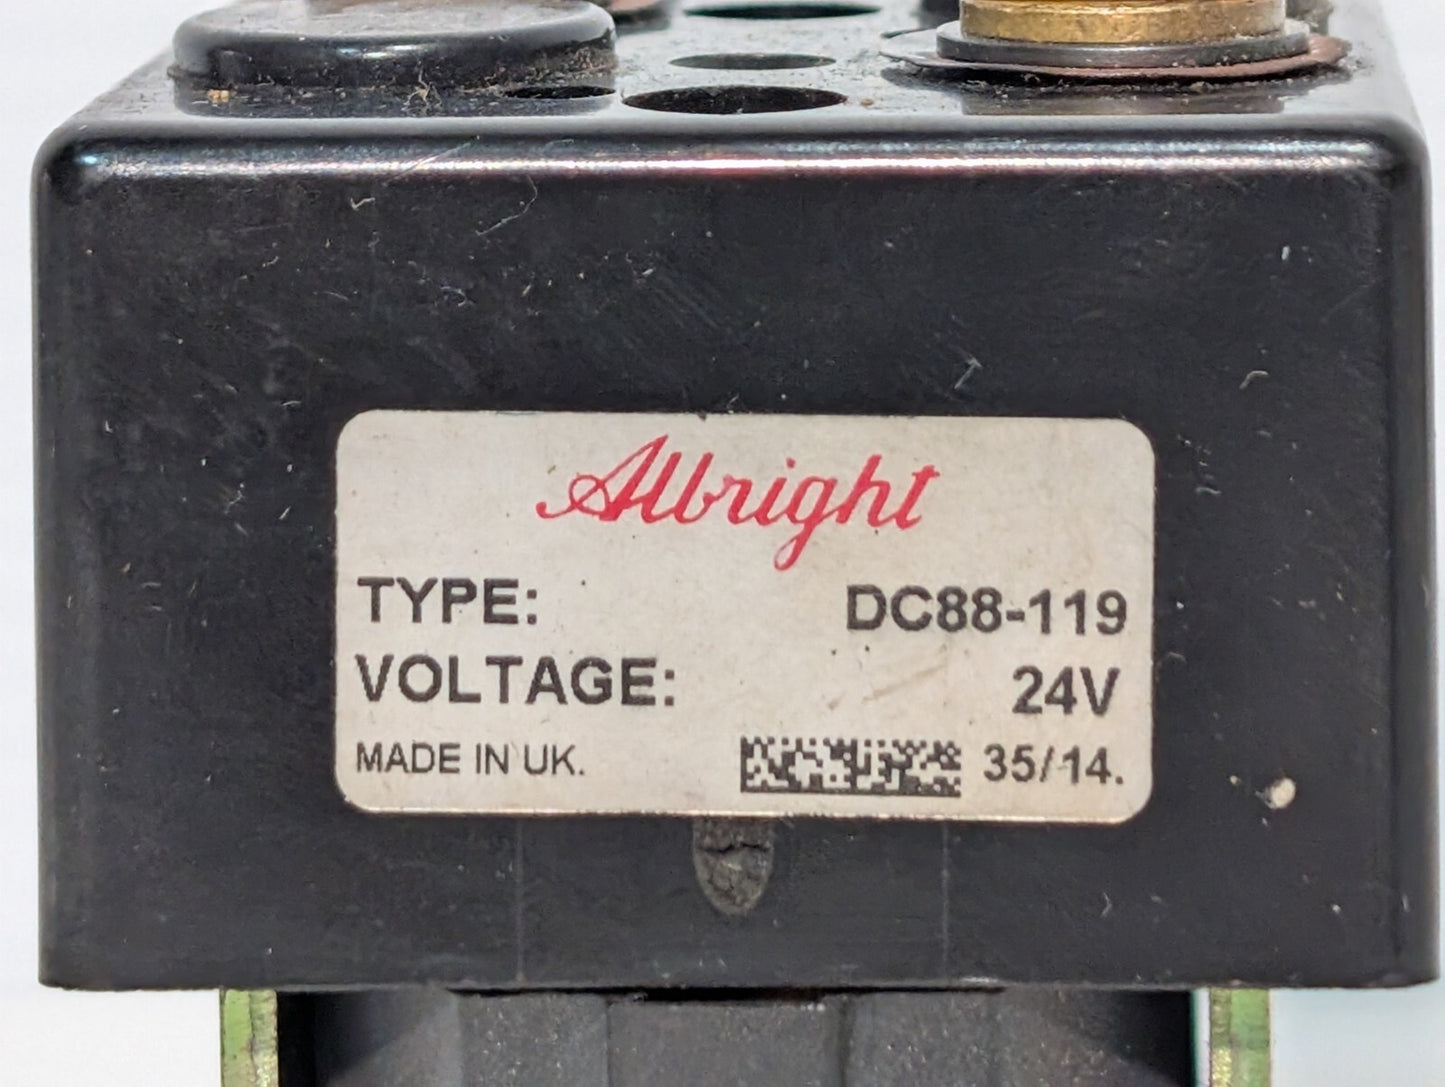 Albright
TYPE: DC88-119
VOLTAGE: 24V
MADE IN UK. 35/14.